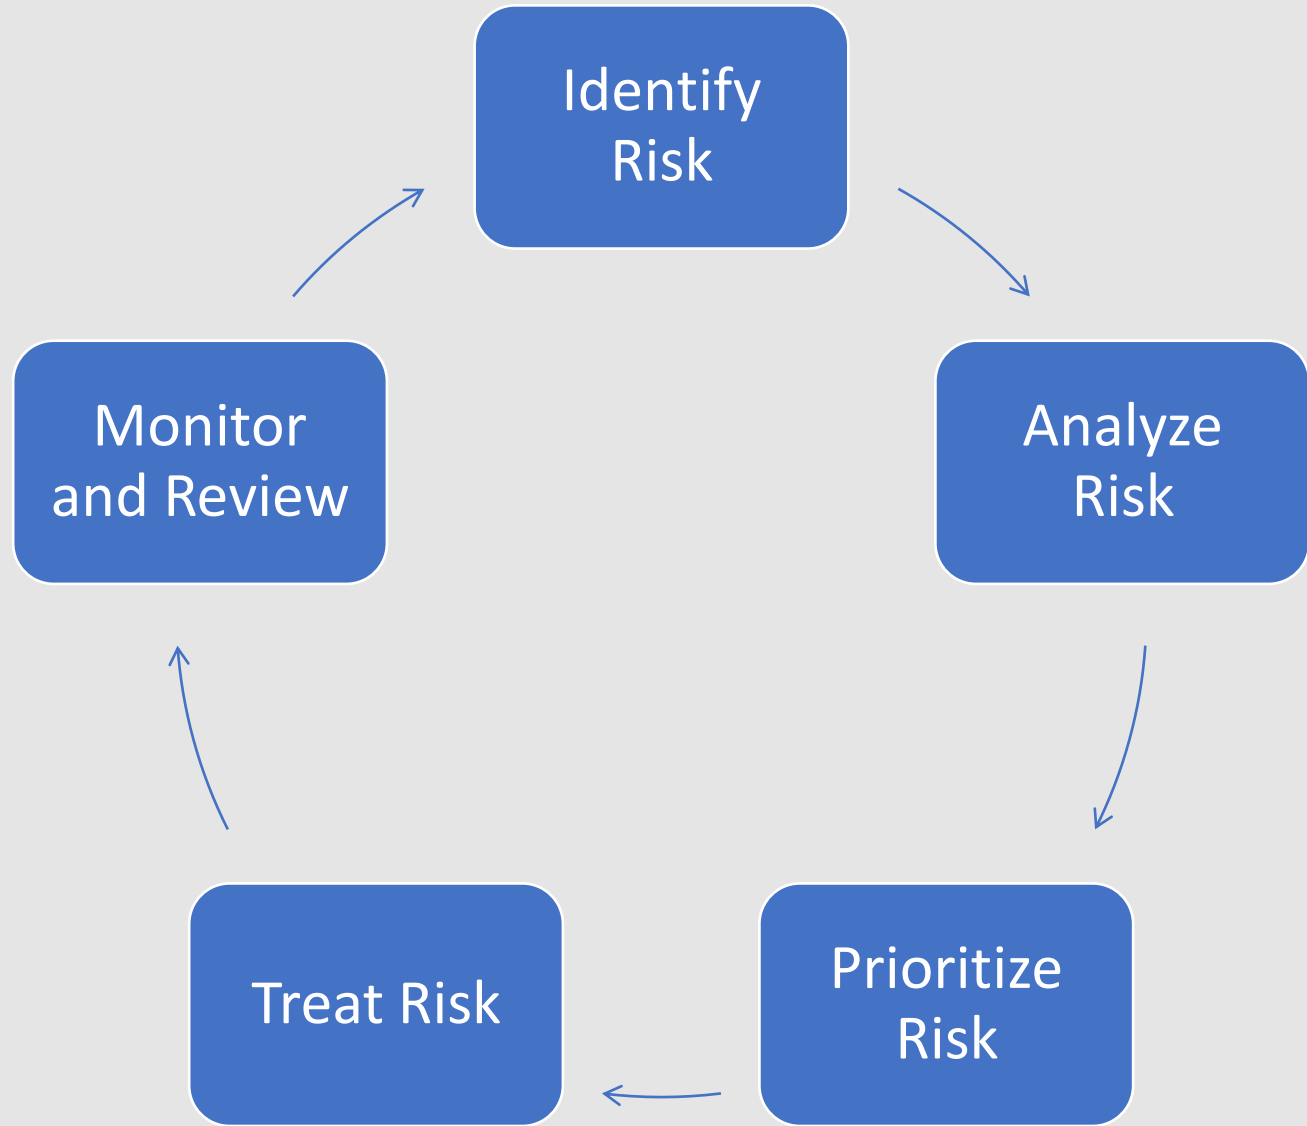 Identify
Risk
Analyze
Risk
Prioritize
Risk
Treat Risk
Monitor
and Review